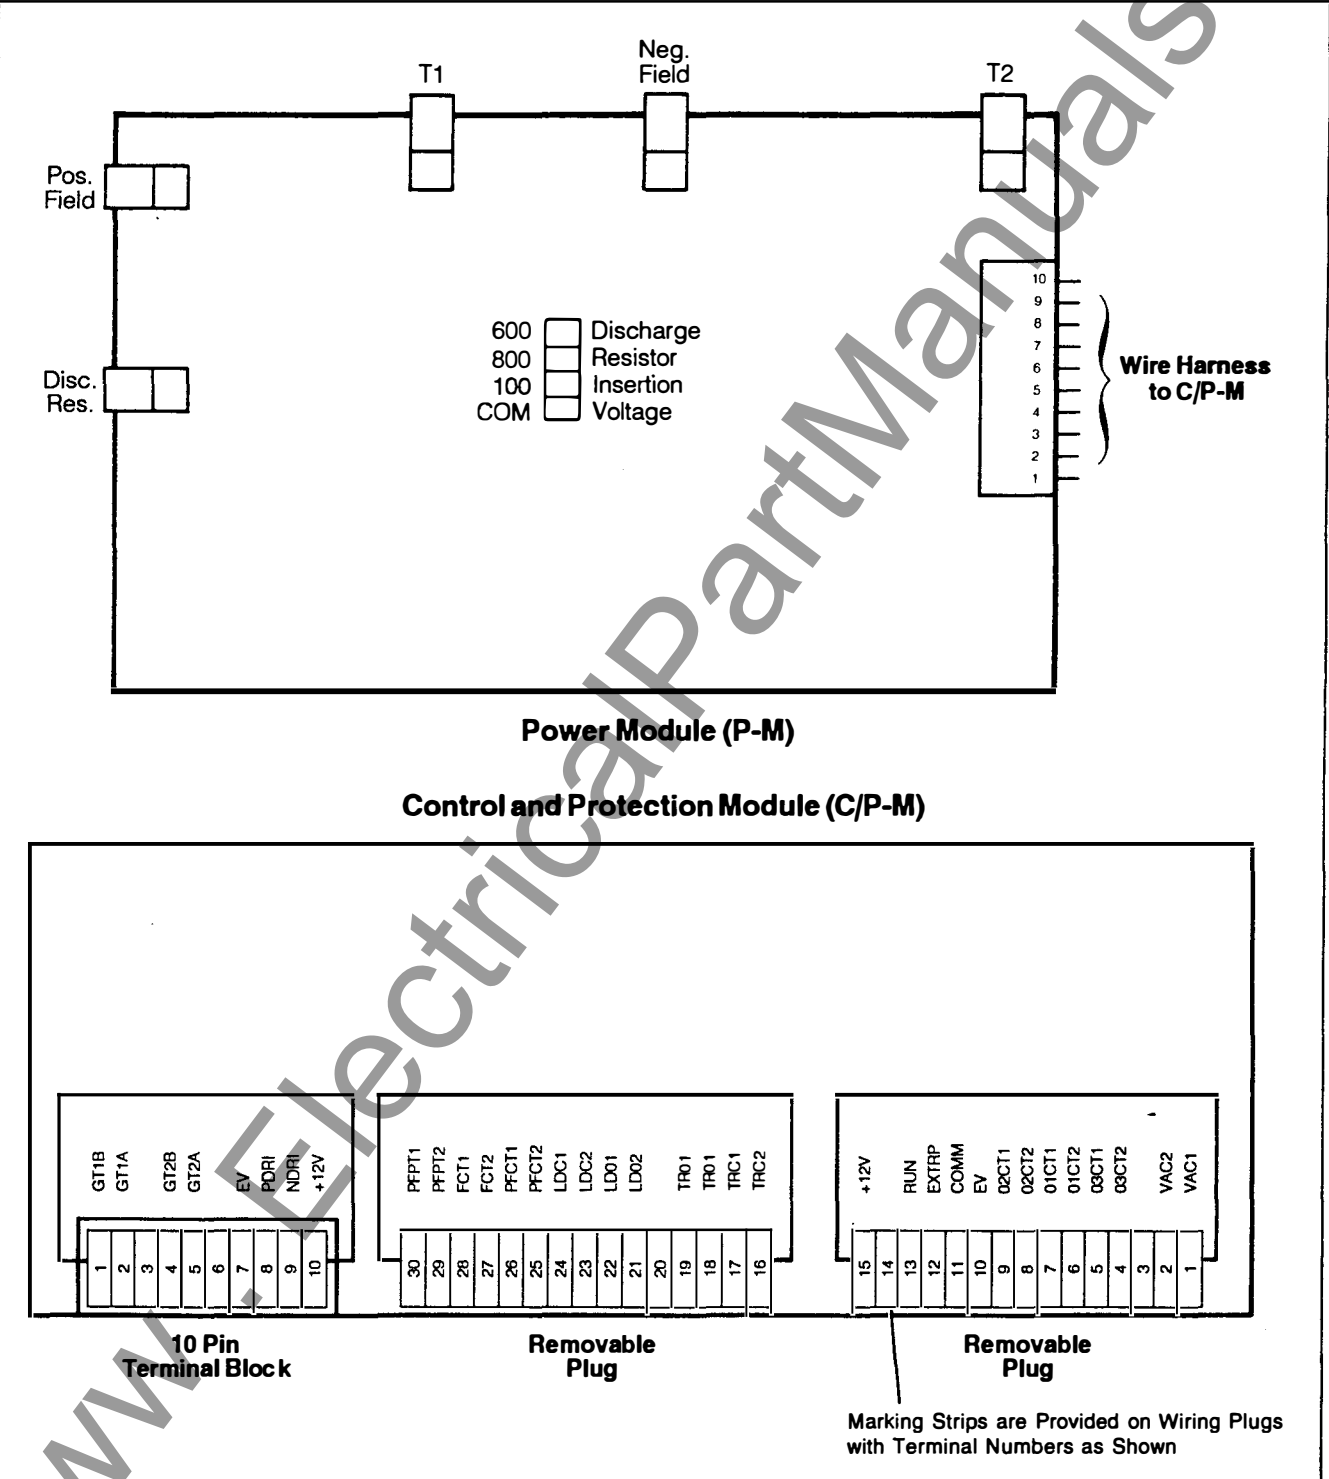 Neg.
Field
T1
T2
Pos.
Field
Disc.
Res.
600 Discharge
800 Resistor
100 Insertion
COM Voltage
10
9
8
7
6
5
4
3
2
1
Wire Harness
to C/P-M
Power Module (P-M)
Control and Protection Module (C/P-M)
GT1B GT1A GT2B GT2A EV PDRI NDRI +12V
1 2 3 4 5 6 7 8 9 10
10 Pin
Terminal Block
PFPT1 PFPT2 FCT1 FCT2 PFCT1 PFCT2 LDC1 LDC2 LD01 LD02 TR01 TR01 TRC1 TRC2
30 29 28 27 26 25 24 23 22 21 20 19 18 17 16
Removable
Plug
+12V RUN EXTRP COMM EV 02CT1 02CT2 01CT1 01CT2 03CT1 03CT2 VAC2 VAC1
15 14 13 12 11 10 9 8 7 6 5 4 3 2 1
Removable
Plug
Marking Strips are Provided on Wiring Plugs
with Terminal Numbers as Shown
ww.ElectricalPartManuals